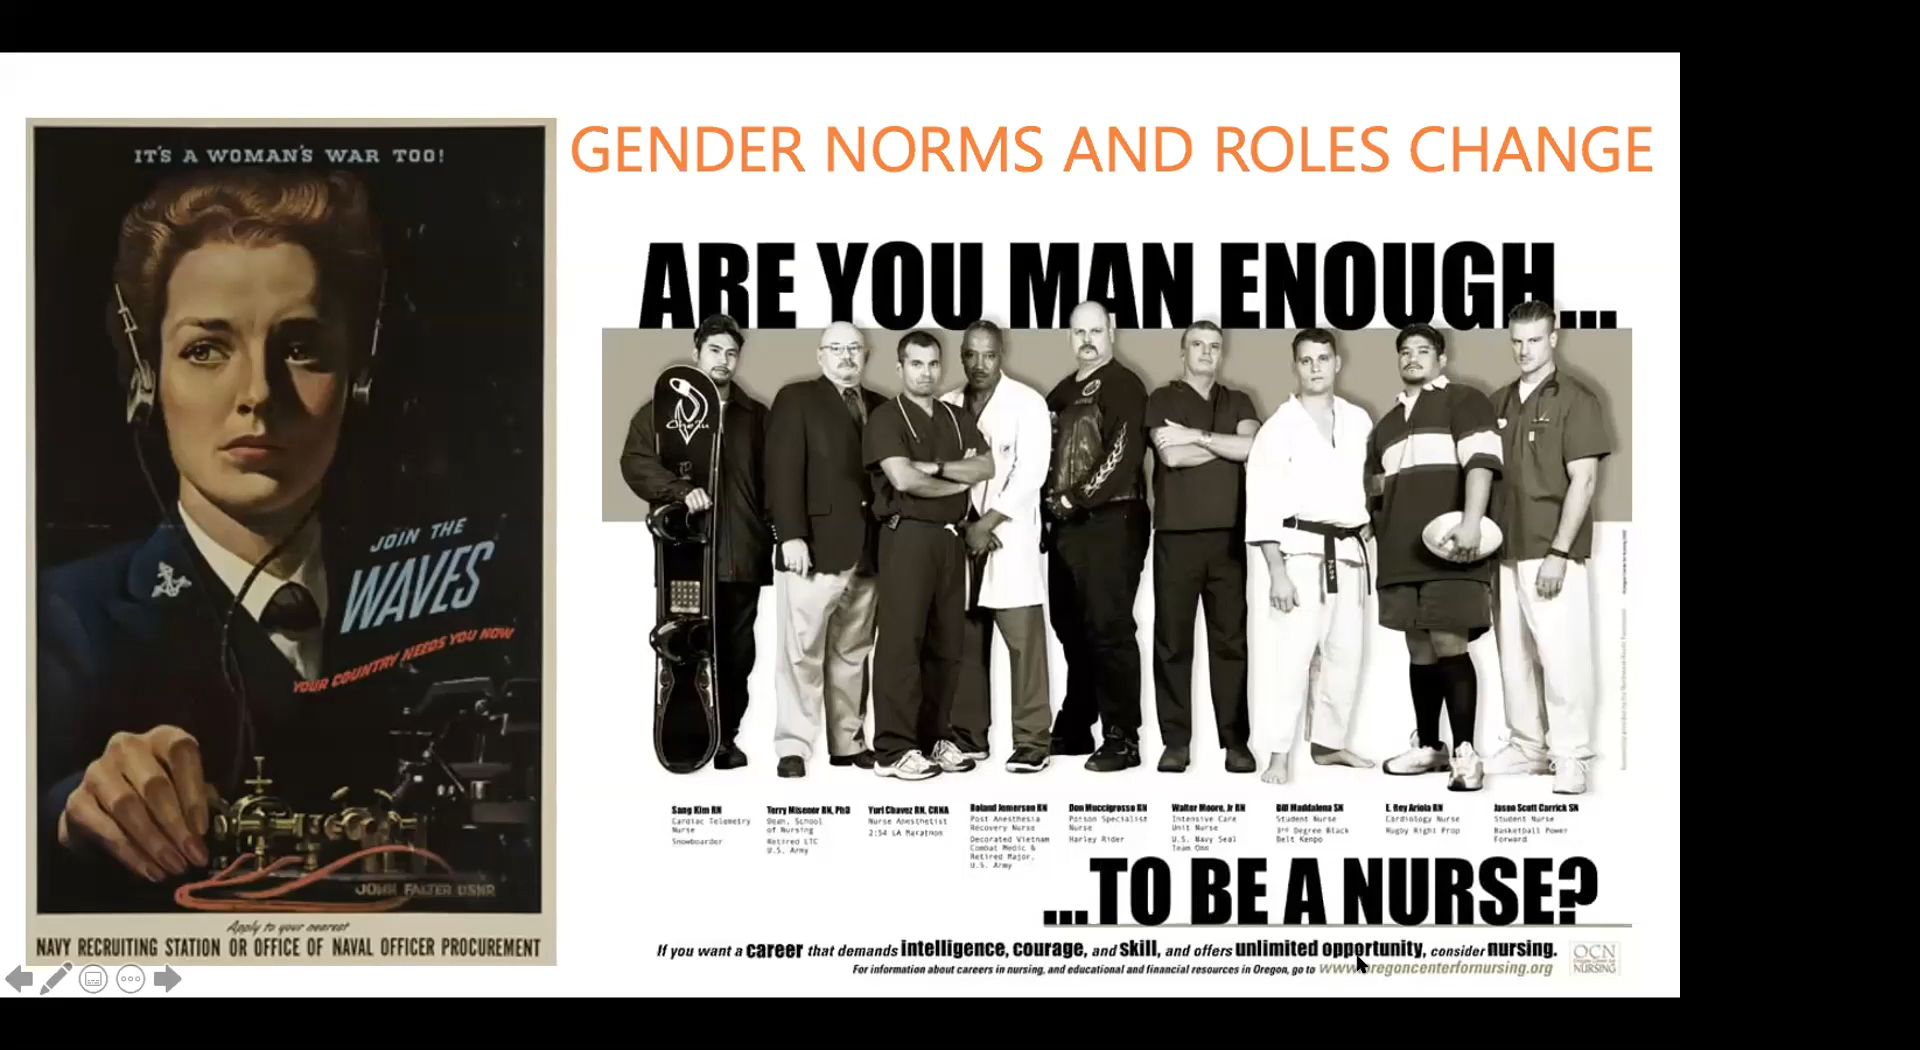 IT'S A WOMAN'S WAR TOO!
JOIN THE
WAVES
YOUR COUNTRY NEEDS YOU NOW
JOHN FALTER USNR
Apply to your nearest
NAVY RECRUITING STATION OR OFFICE OF NAVAL OFFICER PROCUREMENT
GENDER NORMS AND ROLES CHANGE
ARE YOU MAN ENOUGH...
Sang Kim RN
Cardiac Telemetry
Nurse
Snowboarder
Terry Misener RN, PhD
Dean, School
of Nursing
Retired LTC
U.S. Army
Yuri Chavez RN, CRNA
Nurse Anesthetist
2:54 LA Marathon
Roland Jomerson RN
Post Anesthesia
Recovery Nurse
Decorated Vietnam
Combat Medic &
Retired Major,
U.S. Army
Don Muccigrosso RN
Poison Specialist
Nurse
Harley Rider
Walter Moore, Jr RN
Intensive Care
Unit Nurse
U.S. Navy Seal
Team One
Bill Maddalena SN
Student Nurse
3rd Degree Black
Belt Kenpo
E. Rey Ariola RN
Cardiology Nurse
Rugby Right Prop
Jason Scott Carrick SN
Student Nurse
Basketball Power
Forward
...TO BE A NURSE?
If you want a career that demands intelligence, courage, and skill, and offers unlimited opportunity, consider nursing.
For information about careers in nursing, and educational and financial resources in Oregon, go to www.oregoncenterfornursing.org
OCN
NURSING